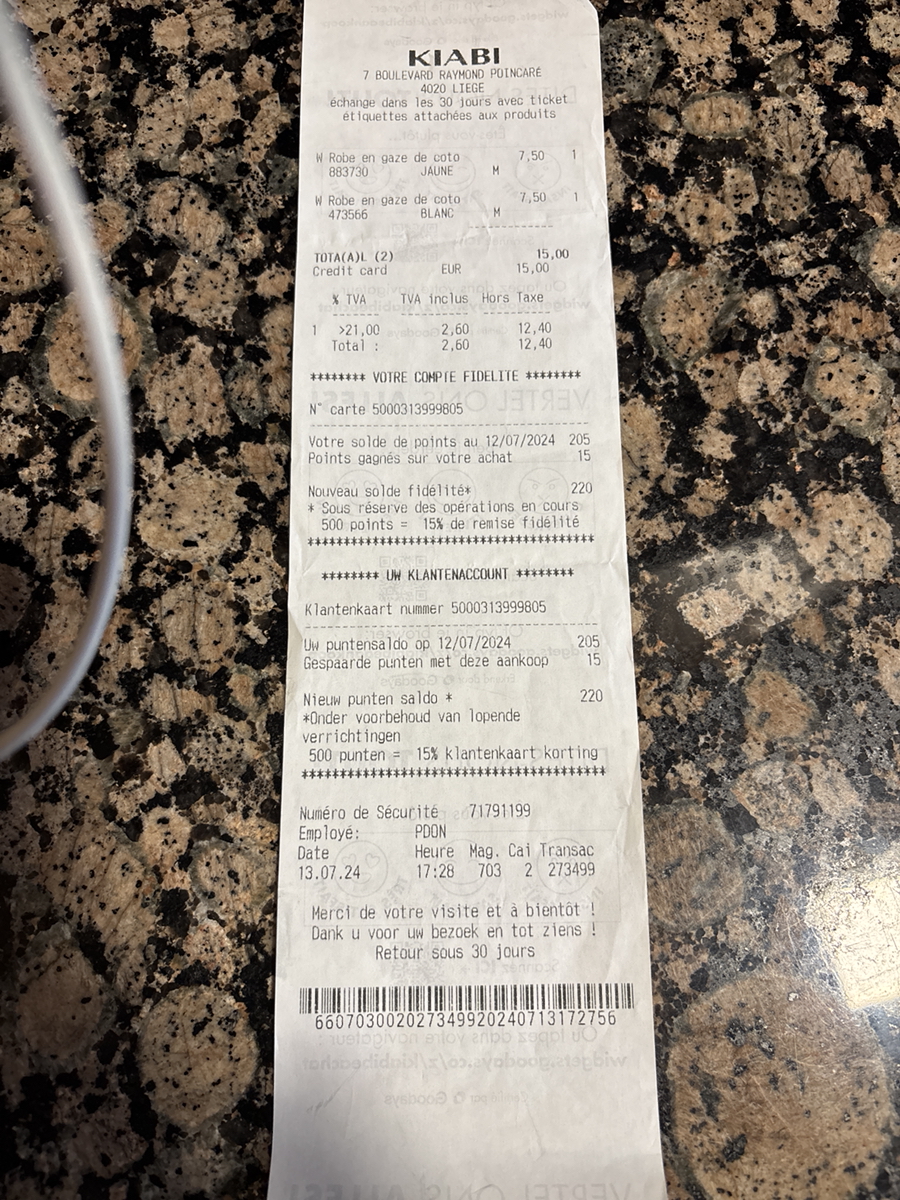 KIABI
7 BOULEVARD RAYMOND POINCARÉ
4020 LIEGE
échange dans les 30 jours avec ticket
étiquettes attachées aux produits
W Robe en gaze de coto 7,50 1
883730 JAUNE M
W Robe en gaze de coto 7,50 1
473566 BLANC M
------------
TOTA(A)L (2) 15,00
Credit card EUR 15,00
% TVA TVA inclus Hors Taxe
1 >21,00 2,60 12,40
Total : 2,60 12,40
******** VOTRE COMPTE FIDELITE ********
N° carte 5000313999805
Votre solde de points au 12/07/2024 205
Points gagnés sur votre achat 15
Nouveau solde fidélité* 220
* Sous réserve des opérations en cours
500 points = 15% de remise fidélité
****************************************
******** UW KLANTENACCOUNT ********
Klantenkaart nummer 5000313999805
Uw puntensaldo op 12/07/2024 205
Gespaarde punten met deze aankoop 15
Nieuw punten saldo * 220
*Onder voorbehoud van lopende
verrichtingen
500 punten = 15% klantenkaart korting
****************************************
Numéro de Sécurité 71791199
Employé: PDON
Date Heure Mag. Cai Transac
13.07.24 17:28 703 2 273499
Merci de votre visite et à bientôt !
Dank u voor uw bezoek en tot ziens !
Retour sous 30 jours
66070300202734992024071317275​6